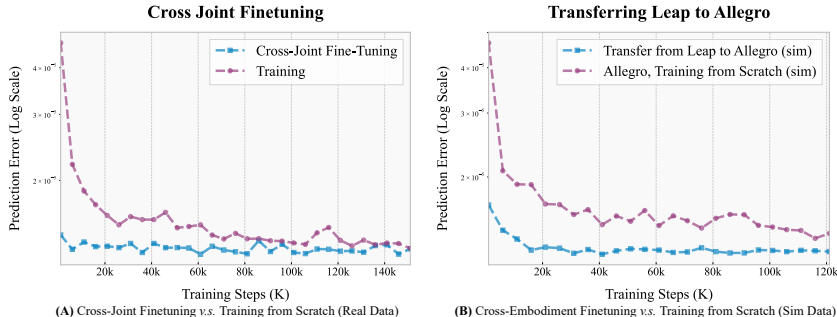 Cross Joint Finetuning
Prediction Error (Log Scale)
Cross-Joint Fine-Tuning
Training
20k 40k 60k 80k 100k 120k 140k
Training Steps (K)
(A) Cross-Joint Finetuning v.s. Training from Scratch (Real Data)
Transferring Leap to Allegro
Prediction Error (Log Scale)
Transfer from Leap to Allegro (sim)
Allegro, Training from Scratch (sim)
20k 40k 60k 80k 100k 120k
Training Steps (K)
(B) Cross-Embodiment Finetuning v.s. Training from Scratch (Sim Data)